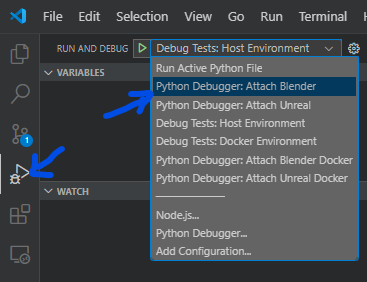 File Edit Selection View Go Run Terminal
RUN AND DEBUG Debug Tests: Host Environment
VARIABLES
Run Active Python File
Python Debugger: Attach Blender
Python Debugger: Attach Unreal
Debug Tests: Host Environment
Debug Tests: Docker Environment
Python Debugger: Attach Blender Docker
Python Debugger: Attach Unreal Docker
Node.js...
Python Debugger...
Add Configuration...
1
WATCH